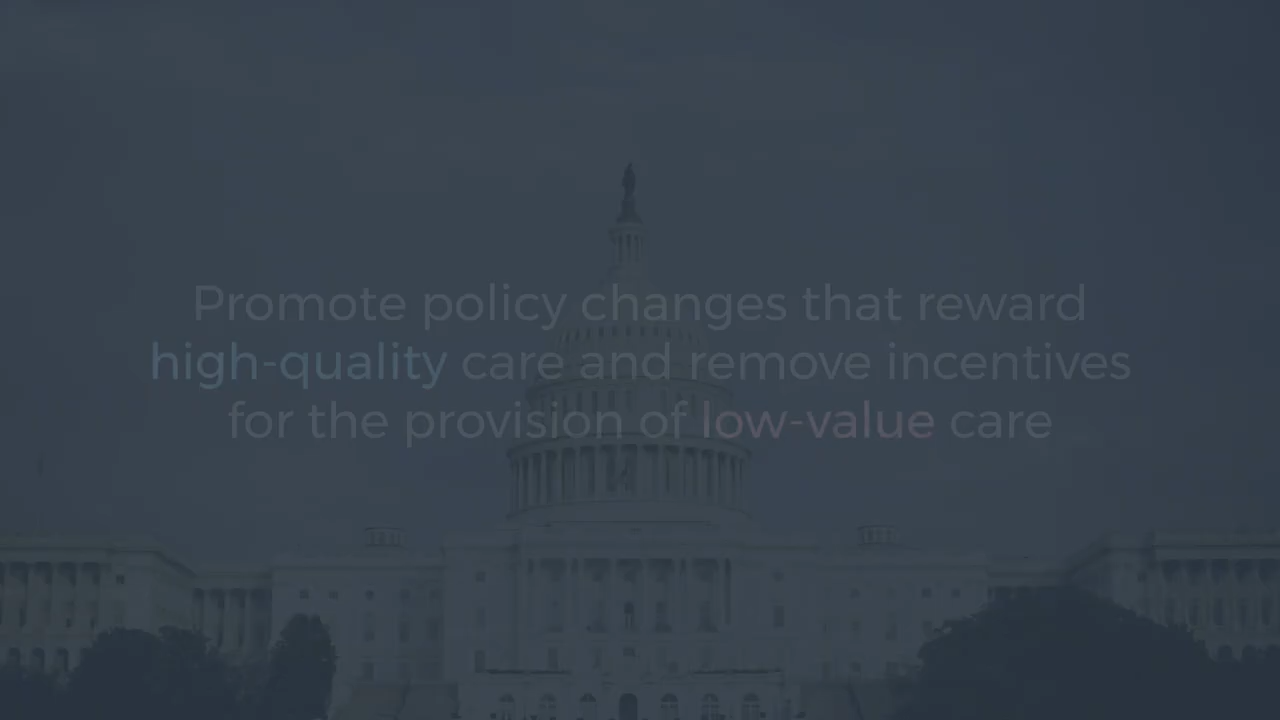 Promote policy changes that reward
high-quality care and remove incentives
for the provision of low-value care